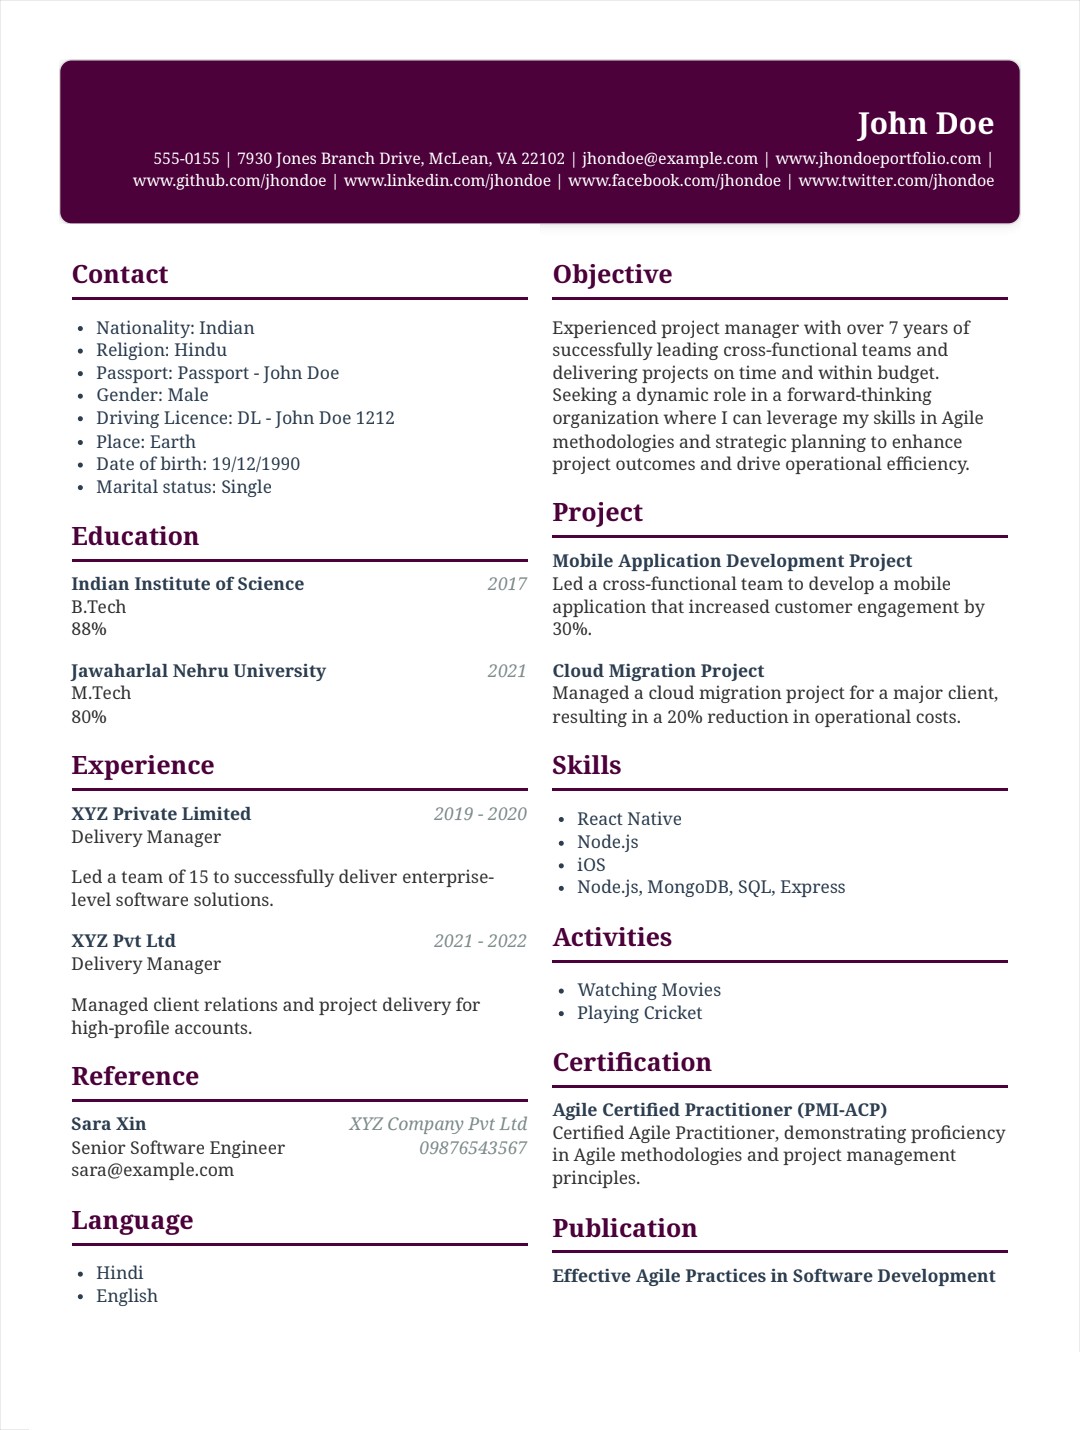 John Doe
555-0155 | 7930 Jones Branch Drive, McLean, VA 22102 | jhondoe@example.com | www.jhondoeportfolio.com |
www.github.com/jhondoe | www.linkedin.com/jhondoe | www.facebook.com/jhondoe | www.twitter.com/jhondoe
Contact
• Nationality: Indian
• Religion: Hindu
• Passport: Passport - John Doe
• Gender: Male
• Driving Licence: DL - John Doe 1212
• Place: Earth
• Date of birth: 19/12/1990
• Marital status: Single
Education
Indian Institute of Science 2017
B.Tech
88%
Jawaharlal Nehru University 2021
M.Tech
80%
Experience
XYZ Private Limited 2019 - 2020
Delivery Manager
Led a team of 15 to successfully deliver enterprise-
level software solutions.
XYZ Pvt Ltd 2021 - 2022
Delivery Manager
Managed client relations and project delivery for
high-profile accounts.
Reference
Sara Xin XYZ Company Pvt Ltd
Senior Software Engineer 09876543567
sara@example.com
Language
• Hindi
• English
Objective
Experienced project manager with over 7 years of
successfully leading cross-functional teams and
delivering projects on time and within budget.
Seeking a dynamic role in a forward-thinking
organization where I can leverage my skills in Agile
methodologies and strategic planning to enhance
project outcomes and drive operational efficiency.
Project
Mobile Application Development Project
Led a cross-functional team to develop a mobile
application that increased customer engagement by
30%.
Cloud Migration Project
Managed a cloud migration project for a major client,
resulting in a 20% reduction in operational costs.
Skills
• React Native
• Node.js
• iOS
• Node.js, MongoDB, SQL, Express
Activities
• Watching Movies
• Playing Cricket
Certification
Agile Certified Practitioner (PMI-ACP)
Certified Agile Practitioner, demonstrating proficiency
in Agile methodologies and project management
principles.
Publication
Effective Agile Practices in Software Development